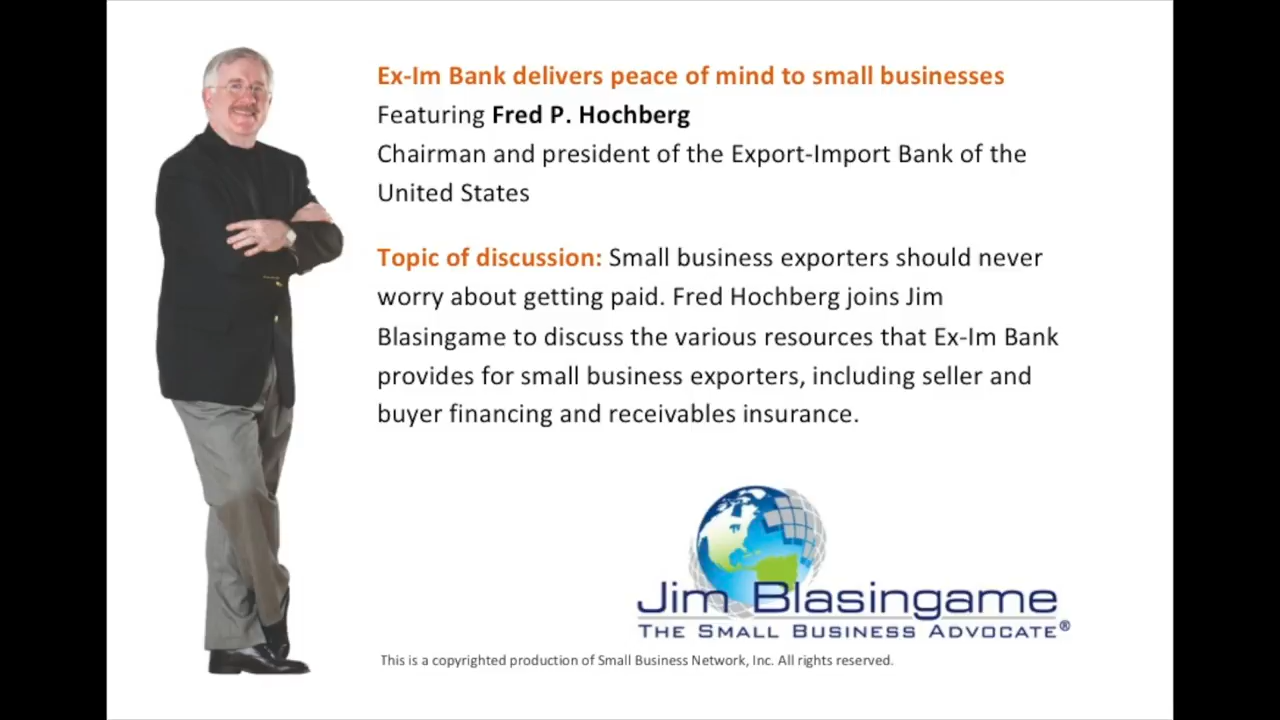 Ex-Im Bank delivers peace of mind to small businesses
Featuring Fred P. Hochberg
Chairman and president of the Export-Import Bank of the
United States
Topic of discussion: Small business exporters should never
worry about getting paid. Fred Hochberg joins Jim
Blasingame to discuss the various resources that Ex-Im Bank
provides for small business exporters, including seller and
buyer financing and receivables insurance.
Jim Blasingame
THE SMALL BUSINESS ADVOCATE®
This is a copyrighted production of Small Business Network, Inc. All rights reserved.